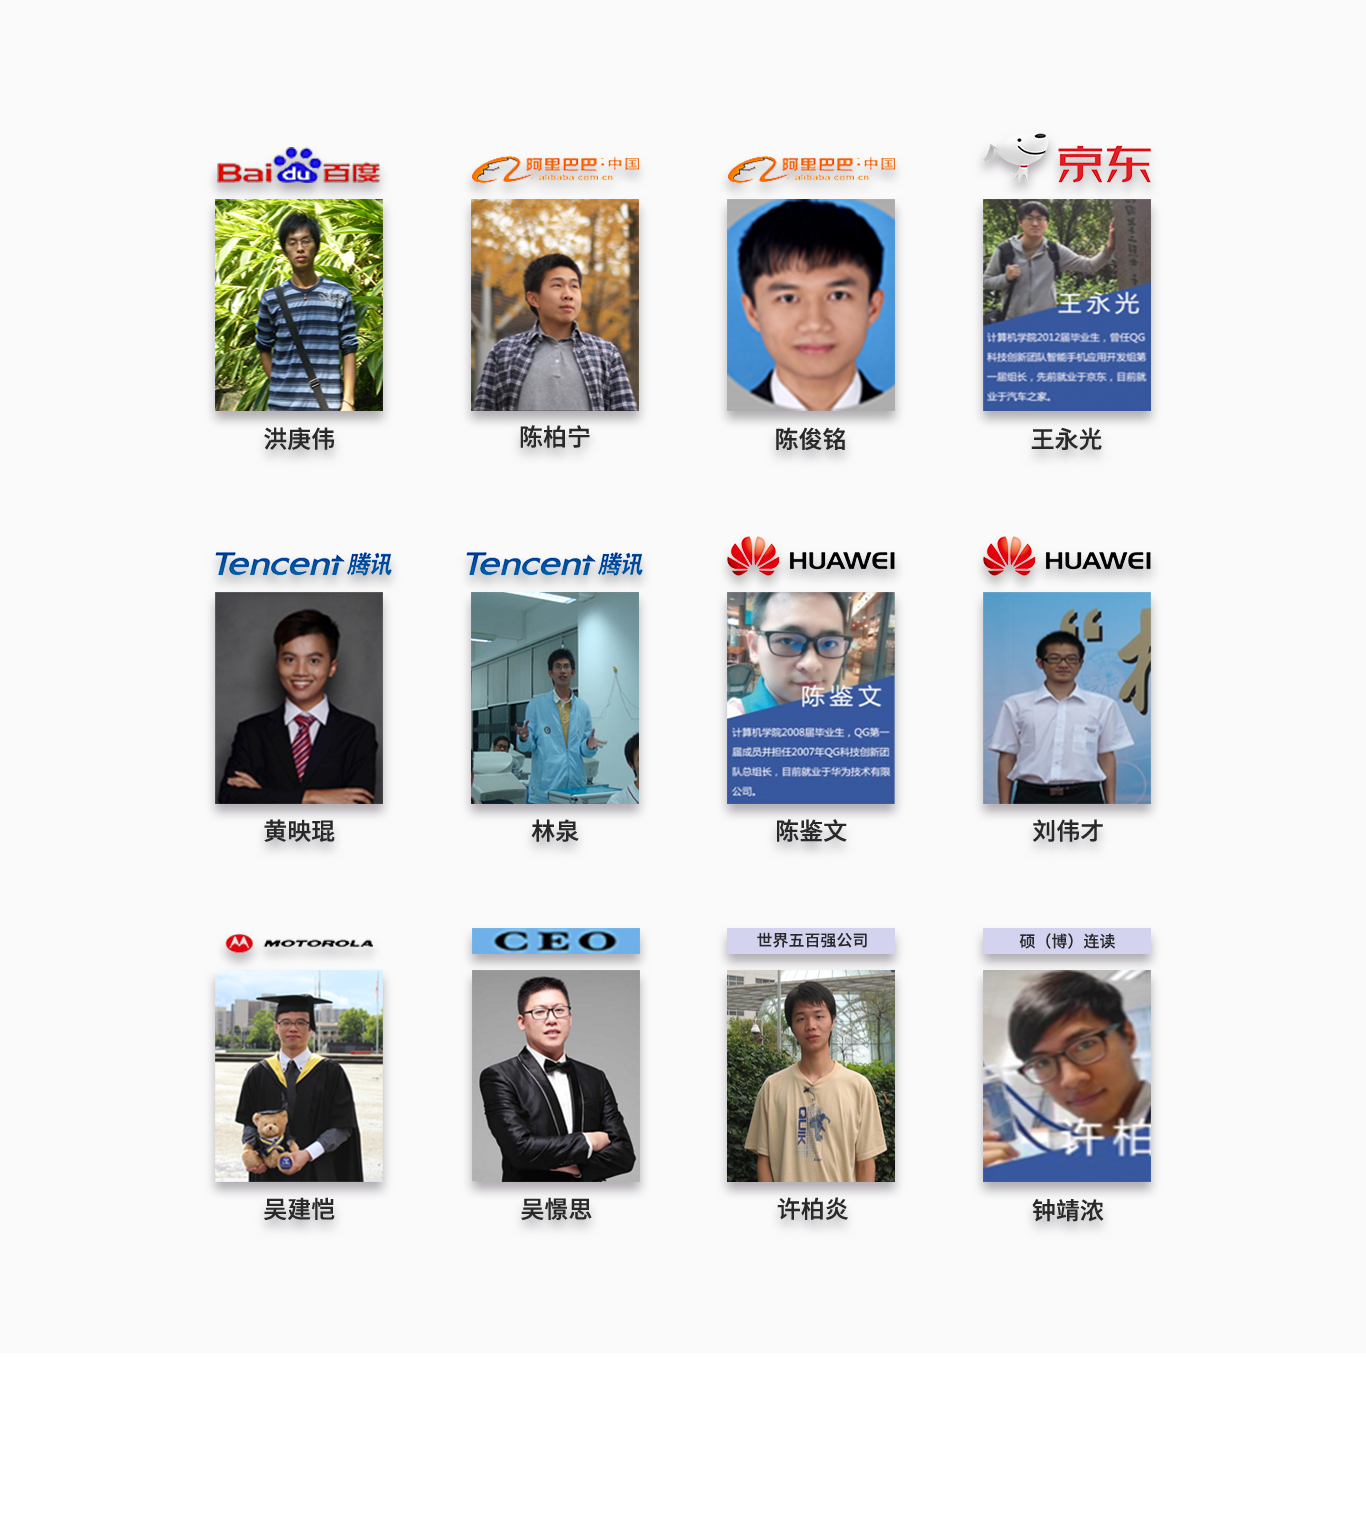 Bai du 百度
阿里巴巴·中国
alibaba.com.cn
阿里巴巴·中国
alibaba.com.cn
京东
王永光
计算机学院2012届毕业生，曾任QG
科技创新团队智能手机应用开发组第
一届组长，先前就业于京东，目前就
业于汽车之家。
洪庚伟
陈柏宁
陈俊铭
王永光
Tencent 腾讯
Tencent 腾讯
HUAWEI
HUAWEI
陈鉴文
计算机学院2008届毕业生，QG第一
届成员并担任2007年QG科技创新团
队总组长，目前就业于华为技术有限
公司。
黄映琨
林泉
陈鉴文
刘伟才
MOTOROLA
CEO
世界五百强公司
硕（博）连读
QUIK
许柏
吴建恺
吴憬思
许柏炎
钟靖浓